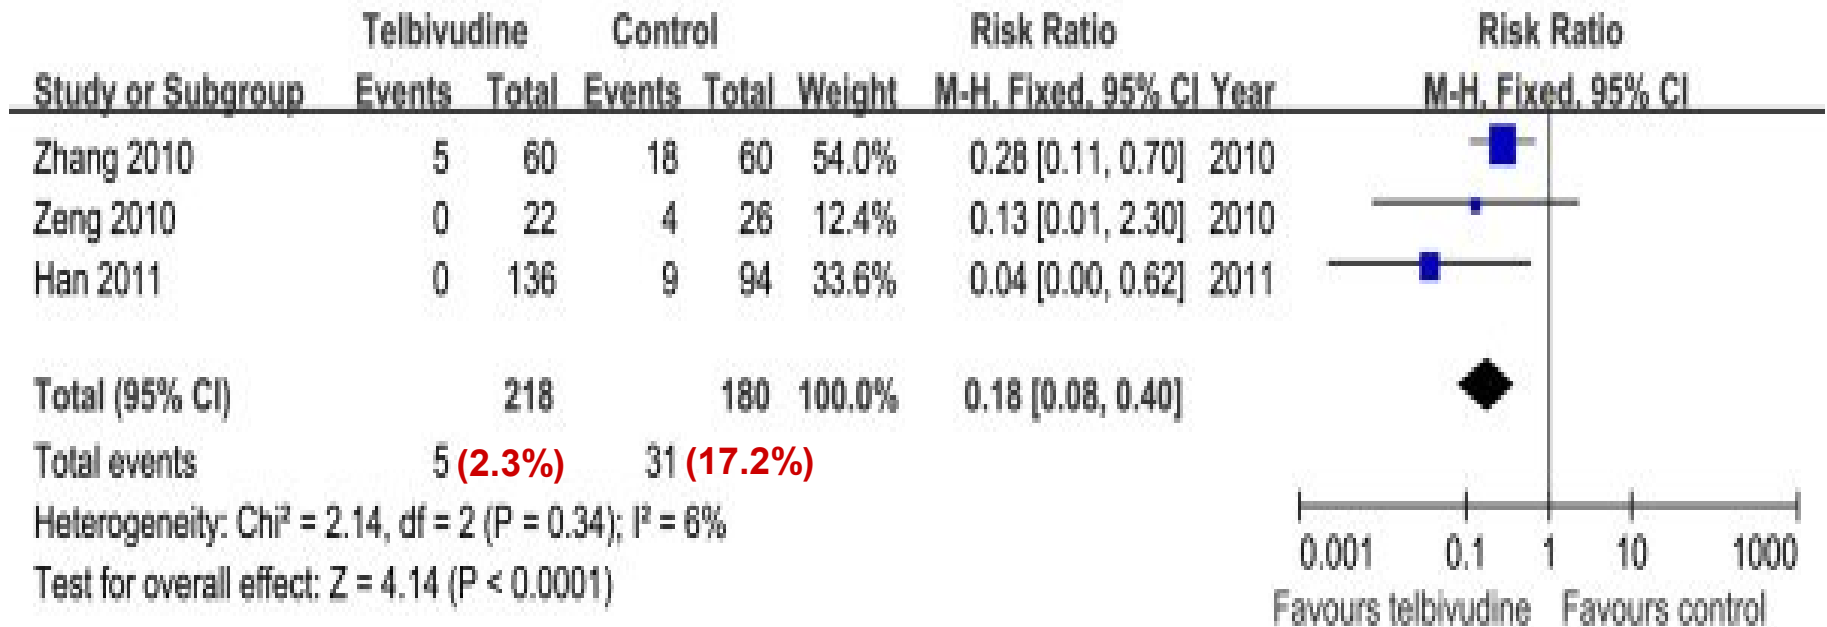 Telbivudine Control Risk Ratio Risk Ratio
Study or Subgroup Events Total Events Total Weight M-H, Fixed, 95% CI Year M-H, Fixed, 95% CI
Zhang 2010 5 60 18 60 54.0% 0.28 [0.11, 0.70] 2010
Zeng 2010 0 22 4 26 12.4% 0.13 [0.01, 2.30] 2010
Han 2011 0 136 9 94 33.6% 0.04 [0.00, 0.62] 2011
Total (95% CI) 218 180 100.0% 0.18 [0.08, 0.40]
Total events 5 (2.3%) 31 (17.2%)
Heterogeneity: Chi² = 2.14, df = 2 (P = 0.34); I² = 6%
Test for overall effect: Z = 4.14 (P < 0.0001)
0.001 0.1 1 10 1000
Favours telbivudine Favours control